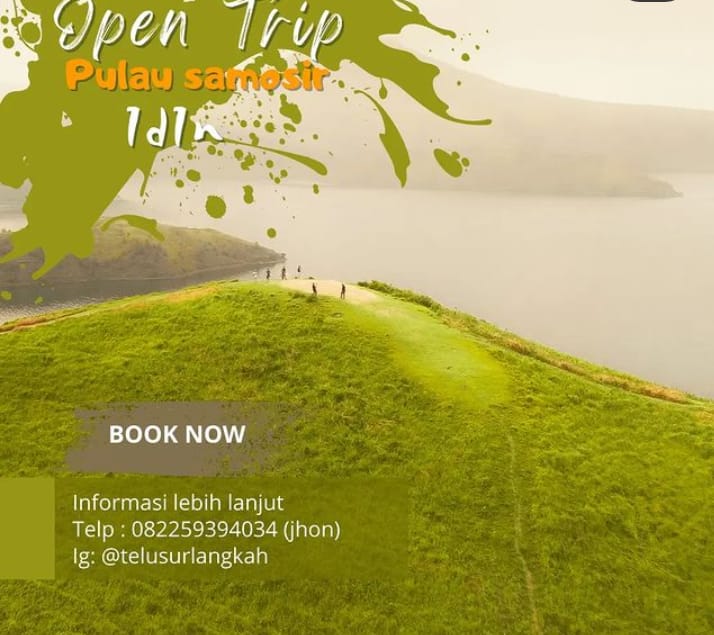 Open Trip
Pulau samosir
1d1n
BOOK NOW
Informasi lebih lanjut
Telp : 082259394034 (jhon)
Ig: @telusurlangkah